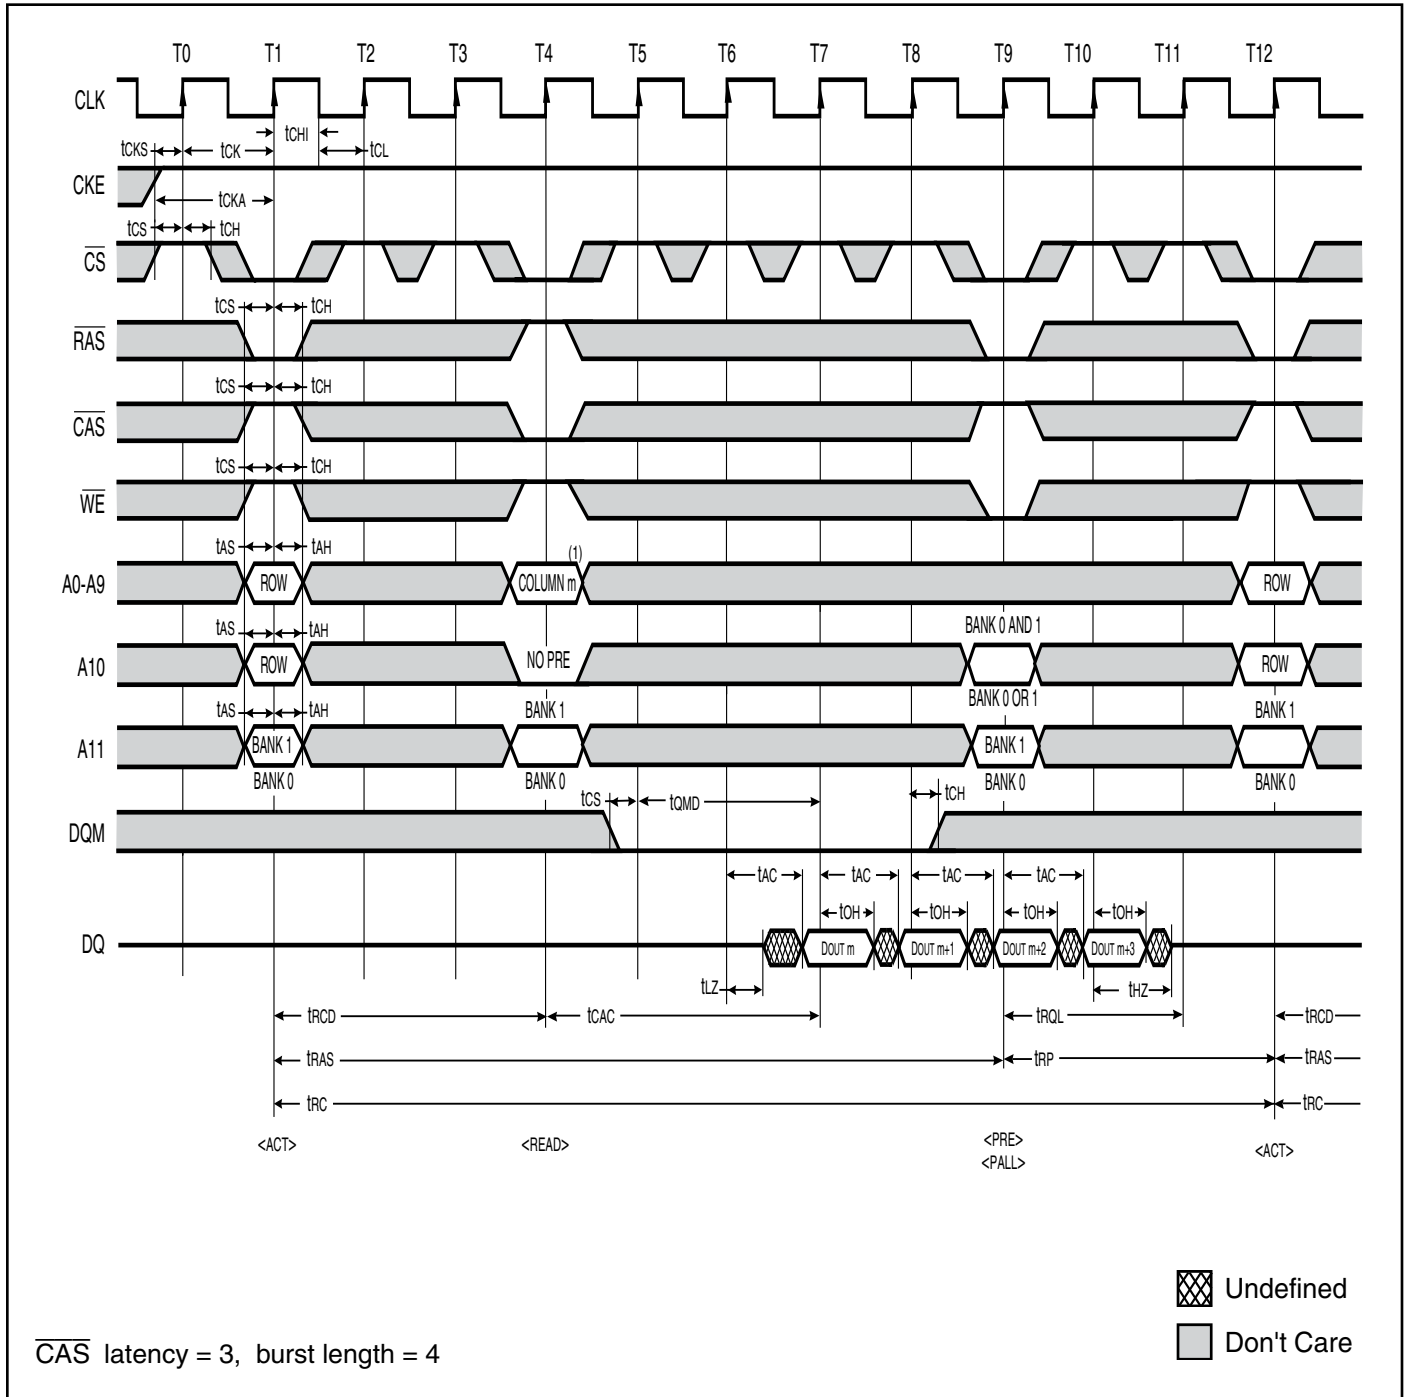 T0 T1 T2 T3 T4 T5 T6 T7 T8 T9 T10 T11 T12
CLK
tCHI
tCKS tCK tCL
CKE
tCKA
tCS tCH
CS
tCS tCH
RAS
tCS tCH
CAS
tCS tCH
WE
tAS tAH (1)
A0-A9 ROW COLUMN m ROW
tAS tAH BANK 0 AND 1
A10 ROW NO PRE ROW
BANK 0 OR 1
tAS tAH BANK 1 BANK 1
A11 BANK 1 BANK 1
BANK 0 BANK 0 BANK 0 BANK 0
tCS tQMD tCH
DQM
tAC tAC tAC tAC
tOH tOH tOH tOH
DQ DOUT m DOUT m+1 DOUT m+2 DOUT m+3
tLZ tHZ
tRCD tCAC tRQL tRCD
tRAS tRP tRAS
tRC tRC
<ACT> <READ> <PRE> <ACT>
<PALL>
Undefined
Don't Care
CAS latency = 3, burst length = 4